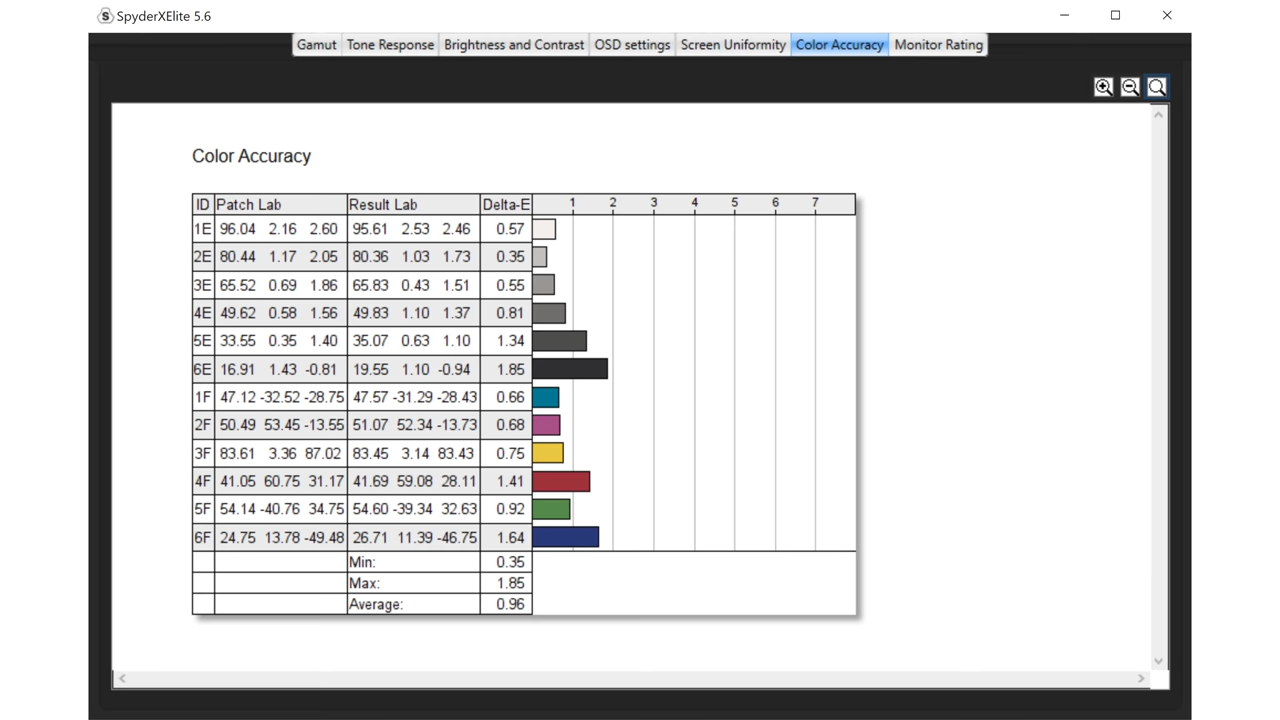 SpyderXElite 5.6
Gamut Tone Response Brightness and Contrast OSD settings Screen Uniformity Color Accuracy Monitor Rating
Color Accuracy
ID Patch Lab Result Lab Delta-E 1 2 3 4 5 6 7
1E 96.04 2.16 2.60 95.61 2.53 2.46 0.57
2E 80.44 1.17 2.05 80.36 1.03 1.73 0.35
3E 65.52 0.69 1.86 65.83 0.43 1.51 0.55
4E 49.62 0.58 1.56 49.83 1.10 1.37 0.81
5E 33.55 0.35 1.40 35.07 0.63 1.10 1.34
6E 16.91 1.43 -0.81 19.55 1.10 -0.94 1.85
1F 47.12 -32.52 -28.75 47.57 -31.29 -28.43 0.66
2F 50.49 53.45 -13.55 51.07 52.34 -13.73 0.68
3F 83.61 3.36 87.02 83.45 3.14 83.43 0.75
4F 41.05 60.75 31.17 41.69 59.08 28.11 1.41
5F 54.14 -40.76 34.75 54.60 -39.34 32.63 0.92
6F 24.75 13.78 -49.48 26.71 11.39 -46.75 1.64
Min: 0.35
Max: 1.85
Average: 0.96